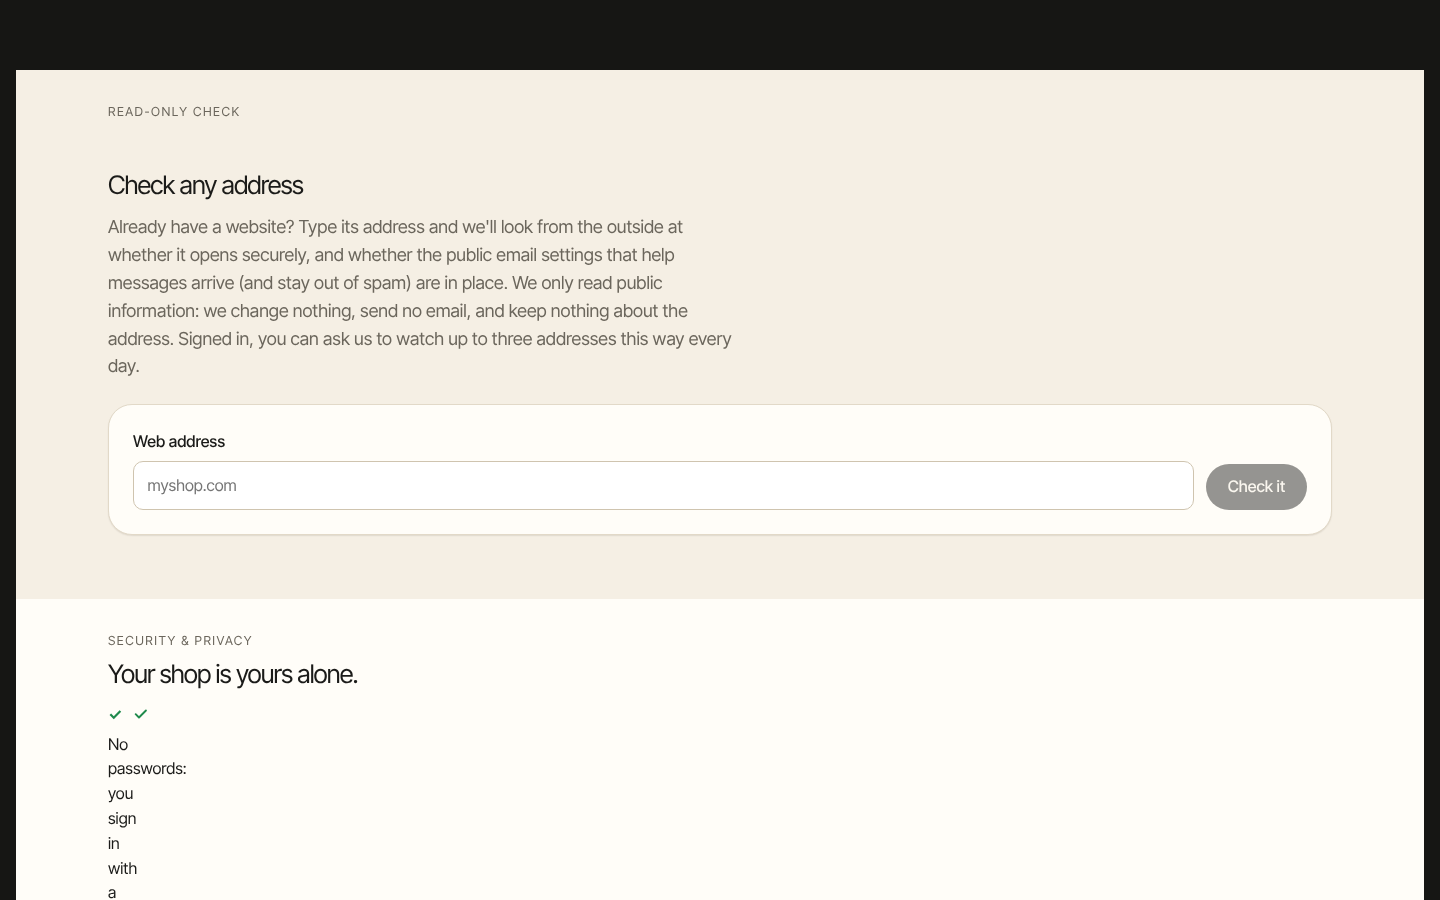 READ-ONLY CHECK
Check any address
Already have a website? Type its address and we'll look from the outside at
whether it opens securely, and whether the public email settings that help
messages arrive (and stay out of spam) are in place. We only read public
information: we change nothing, send no email, and keep nothing about the
address. Signed in, you can ask us to watch up to three addresses this way every
day.
Web address
myshop.com
Check it
SECURITY & PRIVACY
Your shop is yours alone.
No
passwords:
you
sign
in
with
a